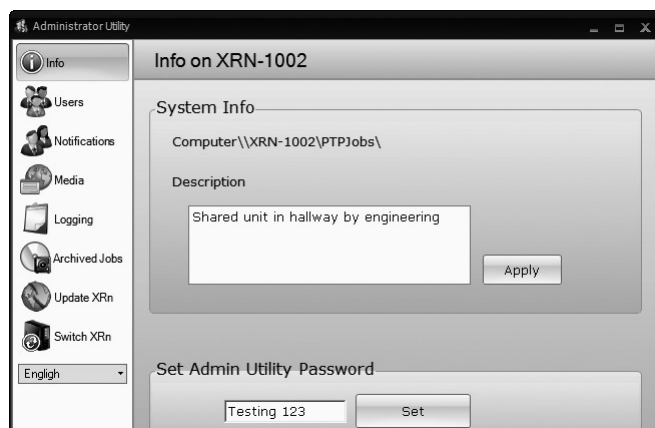 Administrator Utility
Info
Users
Notifications
Media
Logging
Archived Jobs
Update XRn
Switch XRn
Engligh
Info on XRN-1002
System Info
Computer\\XRN-1002\PTPJobs\
Description
Shared unit in hallway by engineering
Apply
Set Admin Utility Password
Testing 123
Set